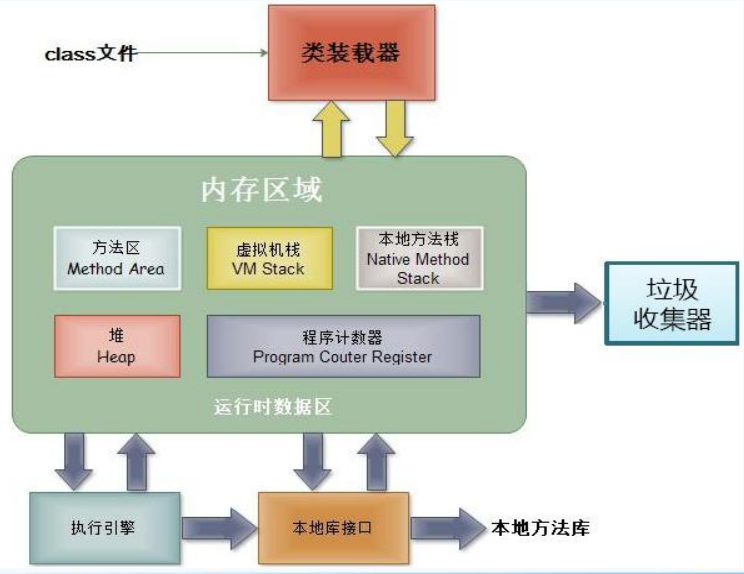 class文件
类装载器
内存区域
方法区
Method Area
虚拟机栈
VM Stack
本地方法栈
Native Method
Stack
堆
Heap
程序计数器
Program Couter Register
运行时数据区
垃圾
收集器
执行引擎
本地库接口
本地方法库